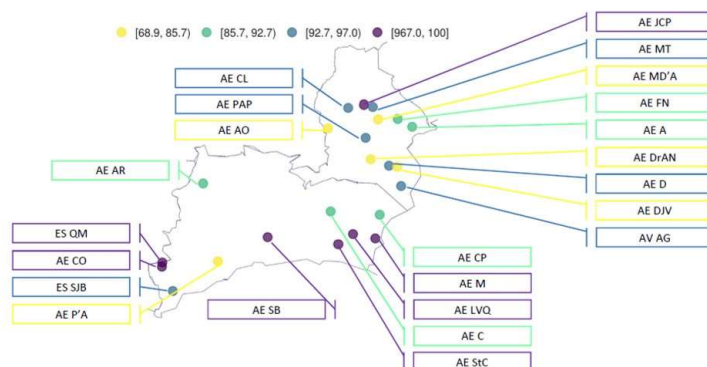 [68.9, 85.7) [85.7, 92.7) [92.7, 97.0) [967.0, 100]
AE JCP
AE MT
AE MD'A
AE FN
AE A
AE DrAN
AE D
AE DJV
AV AG
AE CL
AE PAP
AE AO
AE AR
ES QM
AE CO
ES SJB
AE P'A
AE SB
AE CP
AE M
AE LVQ
AE C
AE StC